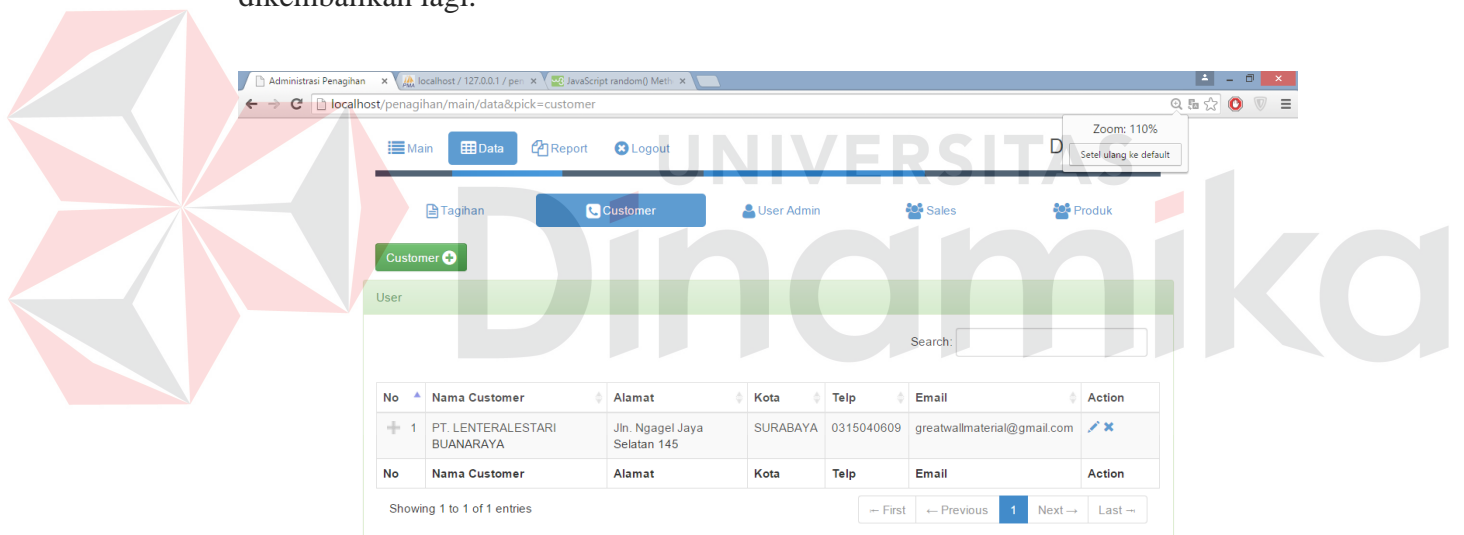 dikembalikan lagi.
Administrasi Penagihan × localhost / 127.0.0.1 / pen × JavaScript random() Meth ×
localhost/penagihan/main/data&pick=customer
Zoom: 110%
Setel ulang ke default
Main Data Report Logout D
UNIVERSITAS
Dinamika
Tagihan Customer User Admin Sales Produk
Customer
User
Search:
No Nama Customer Alamat Kota Telp Email Action
1 PT. LENTERALESTARI BUANARAYA Jln. Ngagel Jaya Selatan 145 SURABAYA 0315040609 greatwallmaterial@gmail.com
No Nama Customer Alamat Kota Telp Email Action
Showing 1 to 1 of 1 entries
← First ← Previous 1 Next → Last →